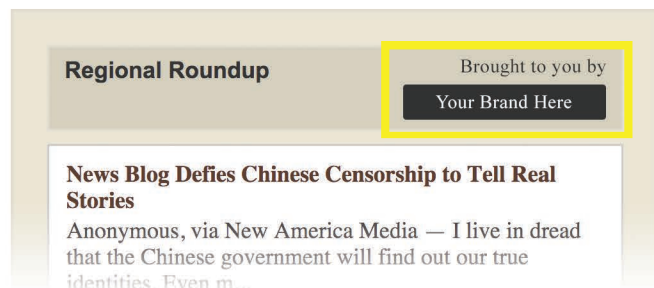 Regional Roundup
Brought to you by
Your Brand Here
News Blog Defies Chinese Censorship to Tell Real
Stories
Anonymous, via New America Media — I live in dread
that the Chinese government will find out our true
identities. Even m...